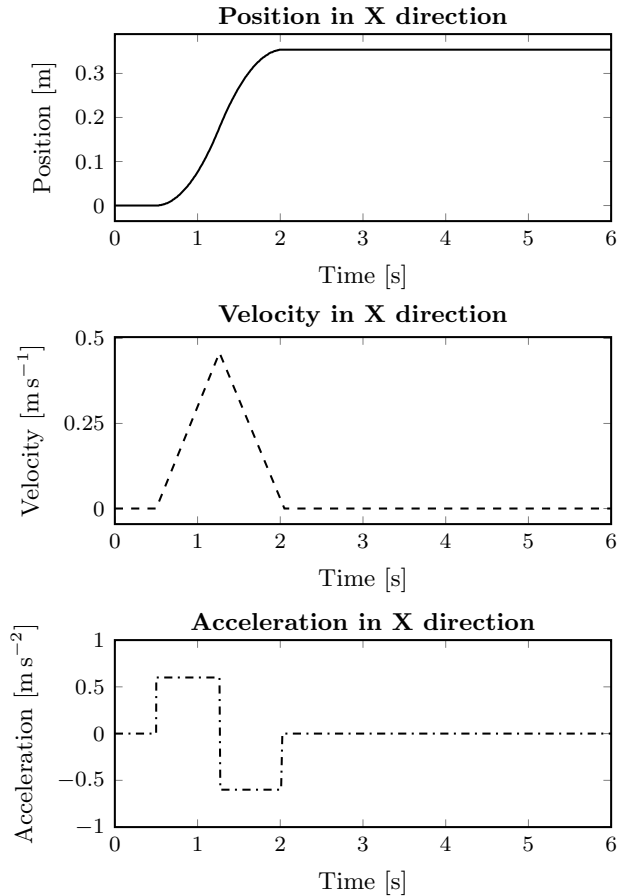 Position in X direction
Position [m]
0.3
0.2
0.1
0
0 1 2 3 4 5 6
Time [s]
Velocity in X direction
Velocity [m s⁻¹]
0.5
0.25
0
0 1 2 3 4 5 6
Time [s]
Acceleration in X direction
Acceleration [m s⁻²]
1
0.5
0
−0.5
−1
0 1 2 3 4 5 6
Time [s]